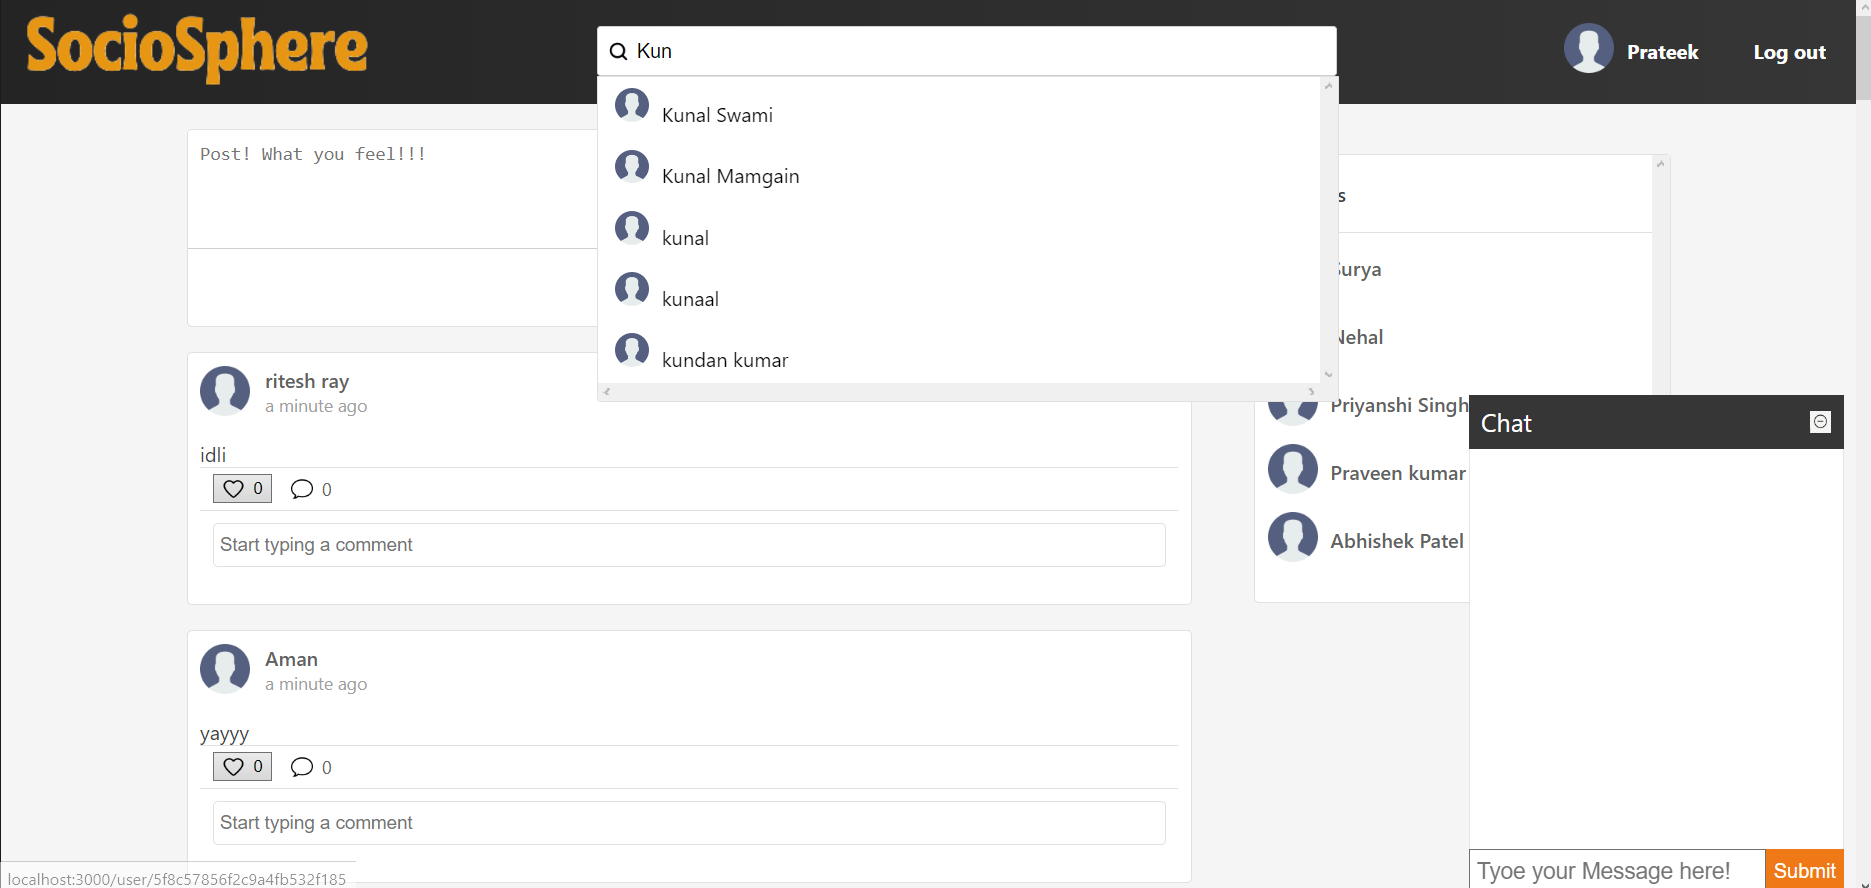 SocioSphere
Kun
Prateek
Log out
Kunal Swami
Kunal Mamgain
kunal
kunaal
kundan kumar
Post! What you feel!!!
ritesh ray
a minute ago
idli
0 0
Start typing a comment
Aman
a minute ago
yayyy
0 0
Start typing a comment
s
Surya
Nehal
Priyanshi Singh
Praveen kumar
Abhishek Patel
Chat
Tyoe your Message here!
Submit
localhost:3000/user/5f8c57856f2c9a4fb532f185